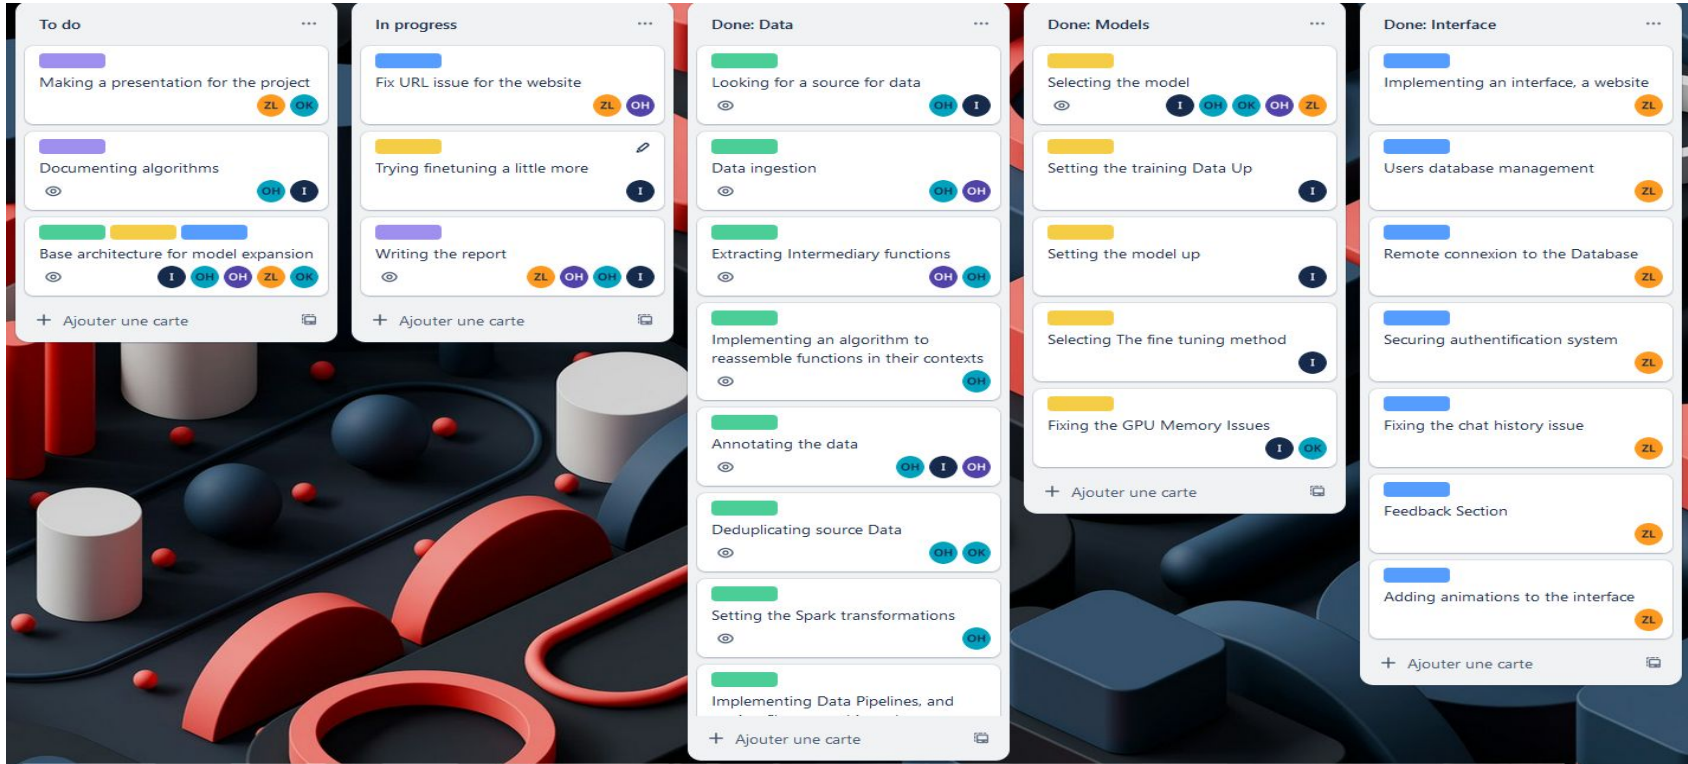 To do
Making a presentation for the project
ZL OK
Documenting algorithms
OH I
Base architecture for model expansion
I OH OH ZL OK
+ Ajouter une carte
In progress
Fix URL issue for the website
ZL OH
Trying finetuning a little more
I
Writing the report
ZL OH OH I
+ Ajouter une carte
Done: Data
Looking for a source for data
OH I
Data ingestion
OH OH
Extracting Intermediary functions
OH OH
Implementing an algorithm to
reassemble functions in their contexts
OH
Annotating the data
OH I OH
Deduplicating source Data
OH OK
Setting the Spark transformations
OH
Implementing Data Pipelines, and
+ Ajouter une carte
Done: Models
Selecting the model
I OH OK OH ZL
Setting the training Data Up
I
Setting the model up
I
Selecting The fine tuning method
I
Fixing the GPU Memory Issues
I OK
+ Ajouter une carte
Done: Interface
Implementing an interface, a website
ZL
Users database management
ZL
Remote connexion to the Database
ZL
Securing authentification system
ZL
Fixing the chat history issue
ZL
Feedback Section
ZL
Adding animations to the interface
ZL
+ Ajouter une carte